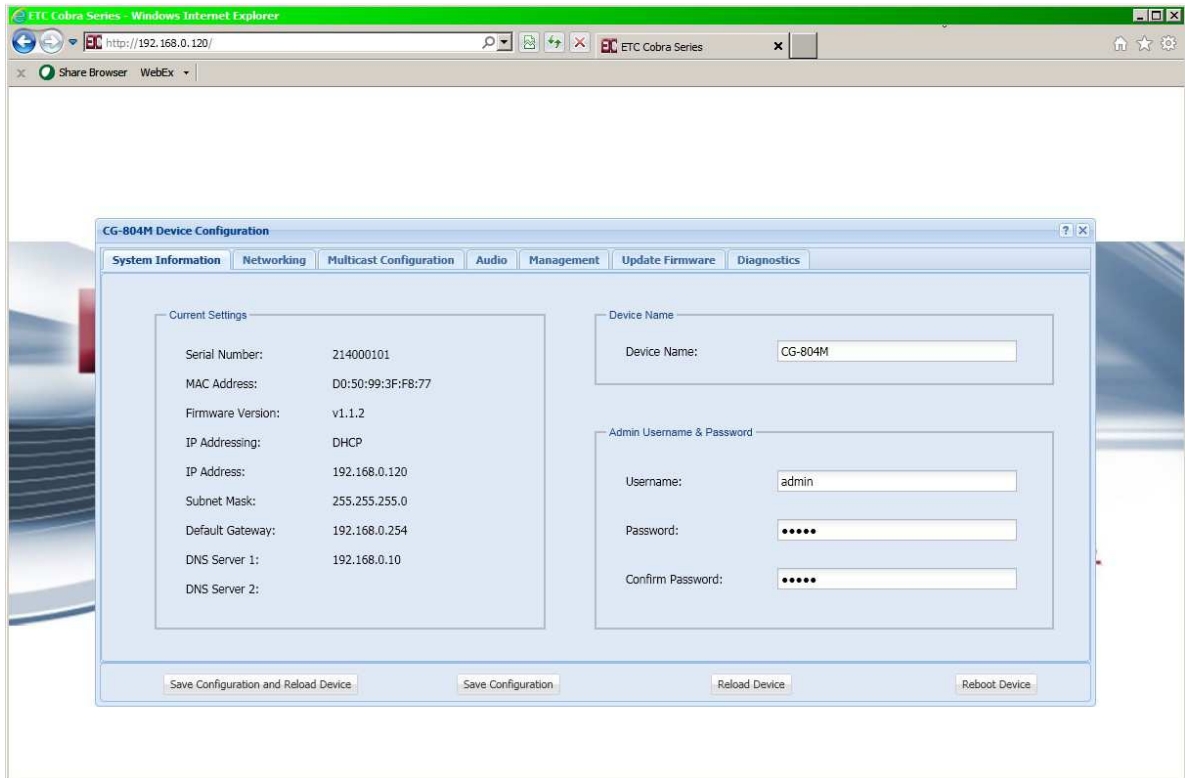 ETC Cobra Series - Windows Internet Explorer
http://192.168.0.120/
ETC Cobra Series
x Share Browser WebEx
CG-804M Device Configuration
System Information Networking Multicast Configuration Audio Management Update Firmware Diagnostics
Current Settings
Serial Number: 214000101
MAC Address: D0:50:99:3F:F8:77
Firmware Version: v1.1.2
IP Addressing: DHCP
IP Address: 192.168.0.120
Subnet Mask: 255.255.255.0
Default Gateway: 192.168.0.254
DNS Server 1: 192.168.0.10
DNS Server 2:
Device Name
Device Name: CG-804M
Admin Username & Password
Username: admin
Password: •••••
Confirm Password: •••••
Save Configuration and Reload Device Save Configuration Reload Device Reboot Device